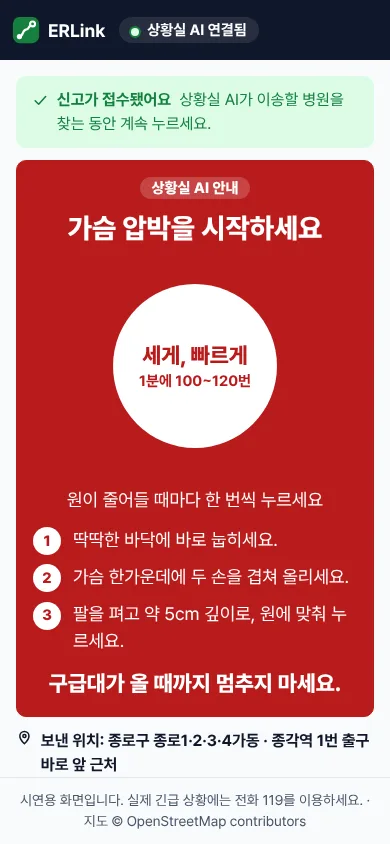 ERLink
상황실 AI 연결됨
신고가 접수됐어요 상황실 AI가 이송할 병원을
찾는 동안 계속 누르세요.
상황실 AI 안내
가슴 압박을 시작하세요
세게, 빠르게
1분에 100~120번
원이 줄어들 때마다 한 번씩 누르세요
1 딱딱한 바닥에 바로 눕히세요.
2 가슴 한가운데에 두 손을 겹쳐 올리세요.
3 팔을 펴고 약 5cm 깊이로, 원에 맞춰 누
르세요.
구급대가 올 때까지 멈추지 마세요.
보낸 위치: 종로구 종로1·2·3·4가동 · 종각역 1번 출구
바로 앞 근처
시연용 화면입니다. 실제 긴급 상황에는 전화 119를 이용하세요. ·
지도 © OpenStreetMap contributors